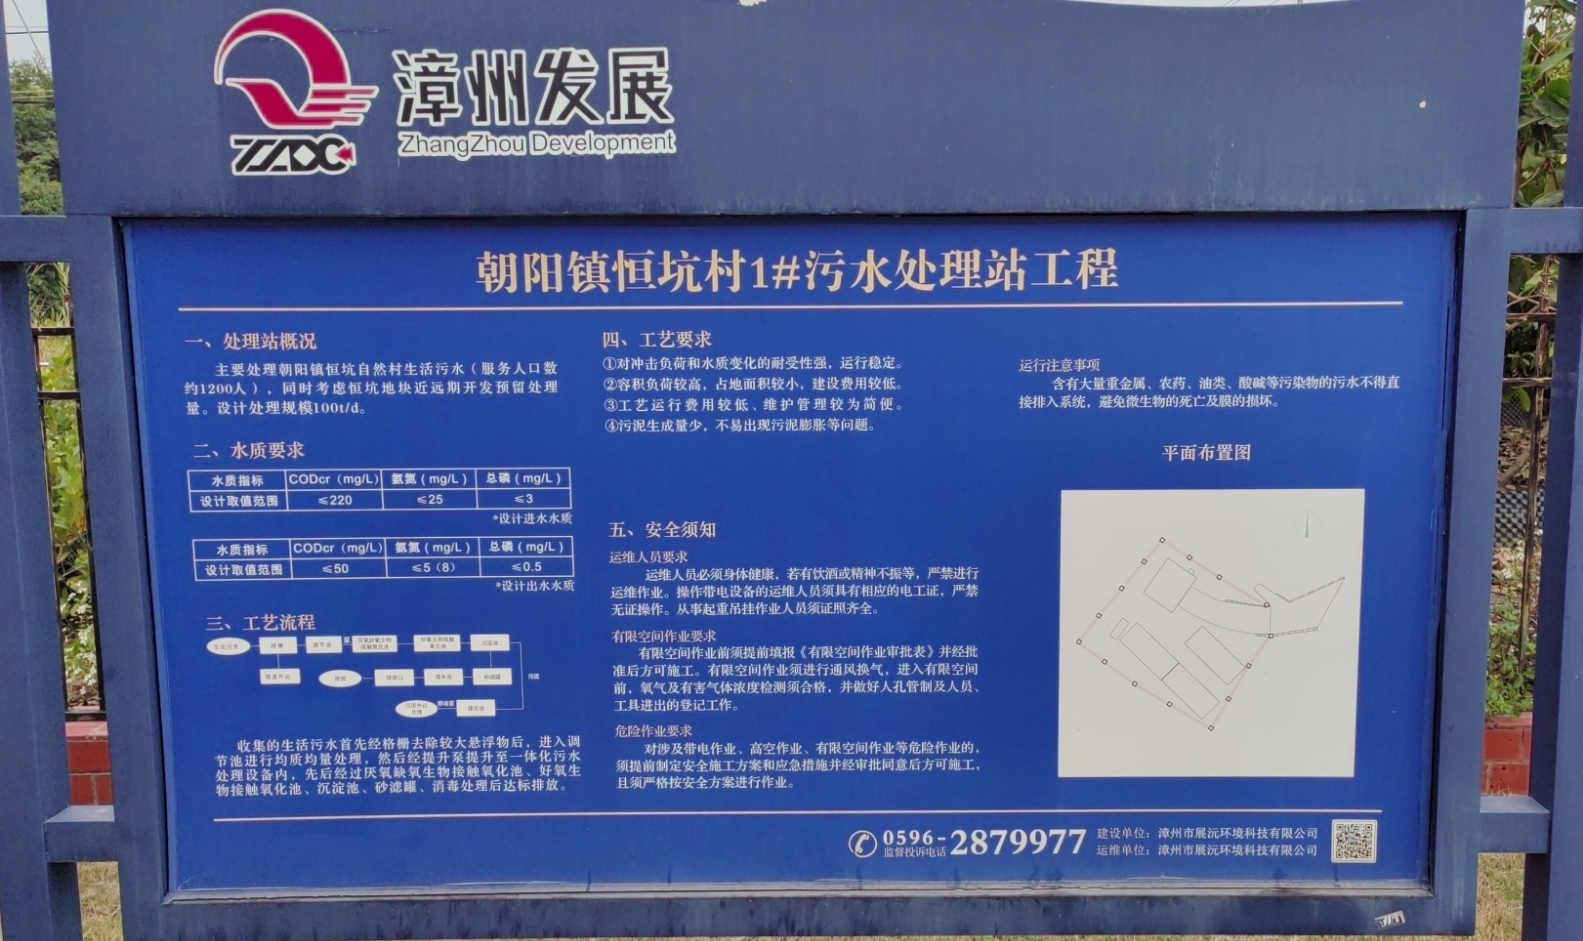 漳州发展
ZhangZhou Development
ZZDC
朝阳镇恒坑村1#污水处理站工程
一、处理站概况
主要处理朝阳镇恒坑自然村生活污水（服务人口数
约1200人），同时考虑恒坑地块近远期开发预留处理
量。设计处理规模100t/d。
二、水质要求
水质指标 CODcr（mg/L） 氨氮（mg/L） 总磷（mg/L）
设计取值范围 ≤220 ≤25 ≤3
*设计进水水质
水质指标 CODcr（mg/L） 氨氮（mg/L） 总磷（mg/L）
设计取值范围 ≤50 ≤5（8） ≤0.5
*设计出水水质
三、工艺流程
生活污水 格栅 调节池 沉淀池
清水池 砂滤罐
收集的生活污水首先经格栅去除较大悬浮物后，进入调
节池进行均质均量处理，然后经提升泵提升至一体化污水
处理设备内，先后经过厌氧缺氧生物接触氧化池、好氧生
物接触氧化池、沉淀池、砂滤罐、消毒处理后达标排放。
四、工艺要求
①对冲击负荷和水质变化的耐受性强，运行稳定。
②容积负荷较高，占地面积较小，建设费用较低。
③工艺运行费用较低、维护管理较为简便。
④污泥生成量少，不易出现污泥膨胀等问题。
五、安全须知
运维人员要求
运维人员必须身体健康，若有饮酒或精神不振等，严禁进行
运维作业。操作带电设备的运维人员须具有相应的电工证，严禁
无证操作。从事起重吊挂作业人员须证照齐全。
有限空间作业要求
有限空间作业前须提前填报《有限空间作业审批表》并经批
准后方可施工。有限空间作业须进行通风换气，进入有限空间
前，氧气及有害气体浓度检测须合格，并做好人孔管制及人员、
工具进出的登记工作。
危险作业要求
对涉及带电作业、高空作业、有限空间作业等危险作业的，
须提前制定安全施工方案和应急措施并经审批同意后方可施工，
且须严格按安全方案进行作业。
运行注意事项
含有大量重金属、农药、油类、酸碱等污染物的污水不得直
接排入系统，避免微生物的死亡及膜的损坏。
平面布置图
0596-2879977
监督投诉电话
建设单位：漳州市展沅环境科技有限公司
运维单位：漳州市展沅环境科技有限公司